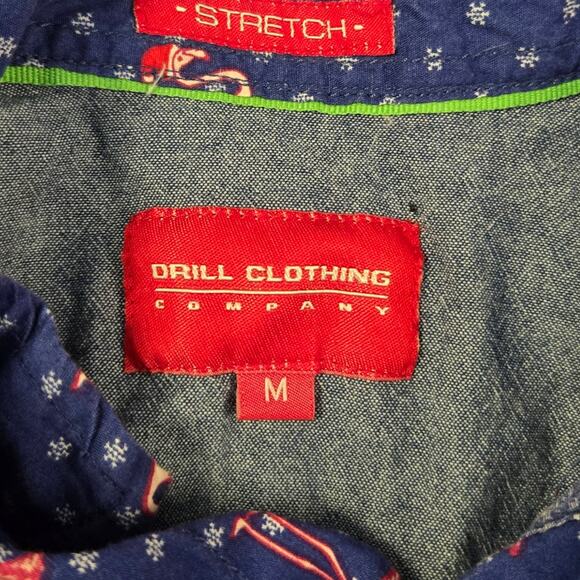 - STRETCH -
DRILL CLOTHING
COMPANY
M